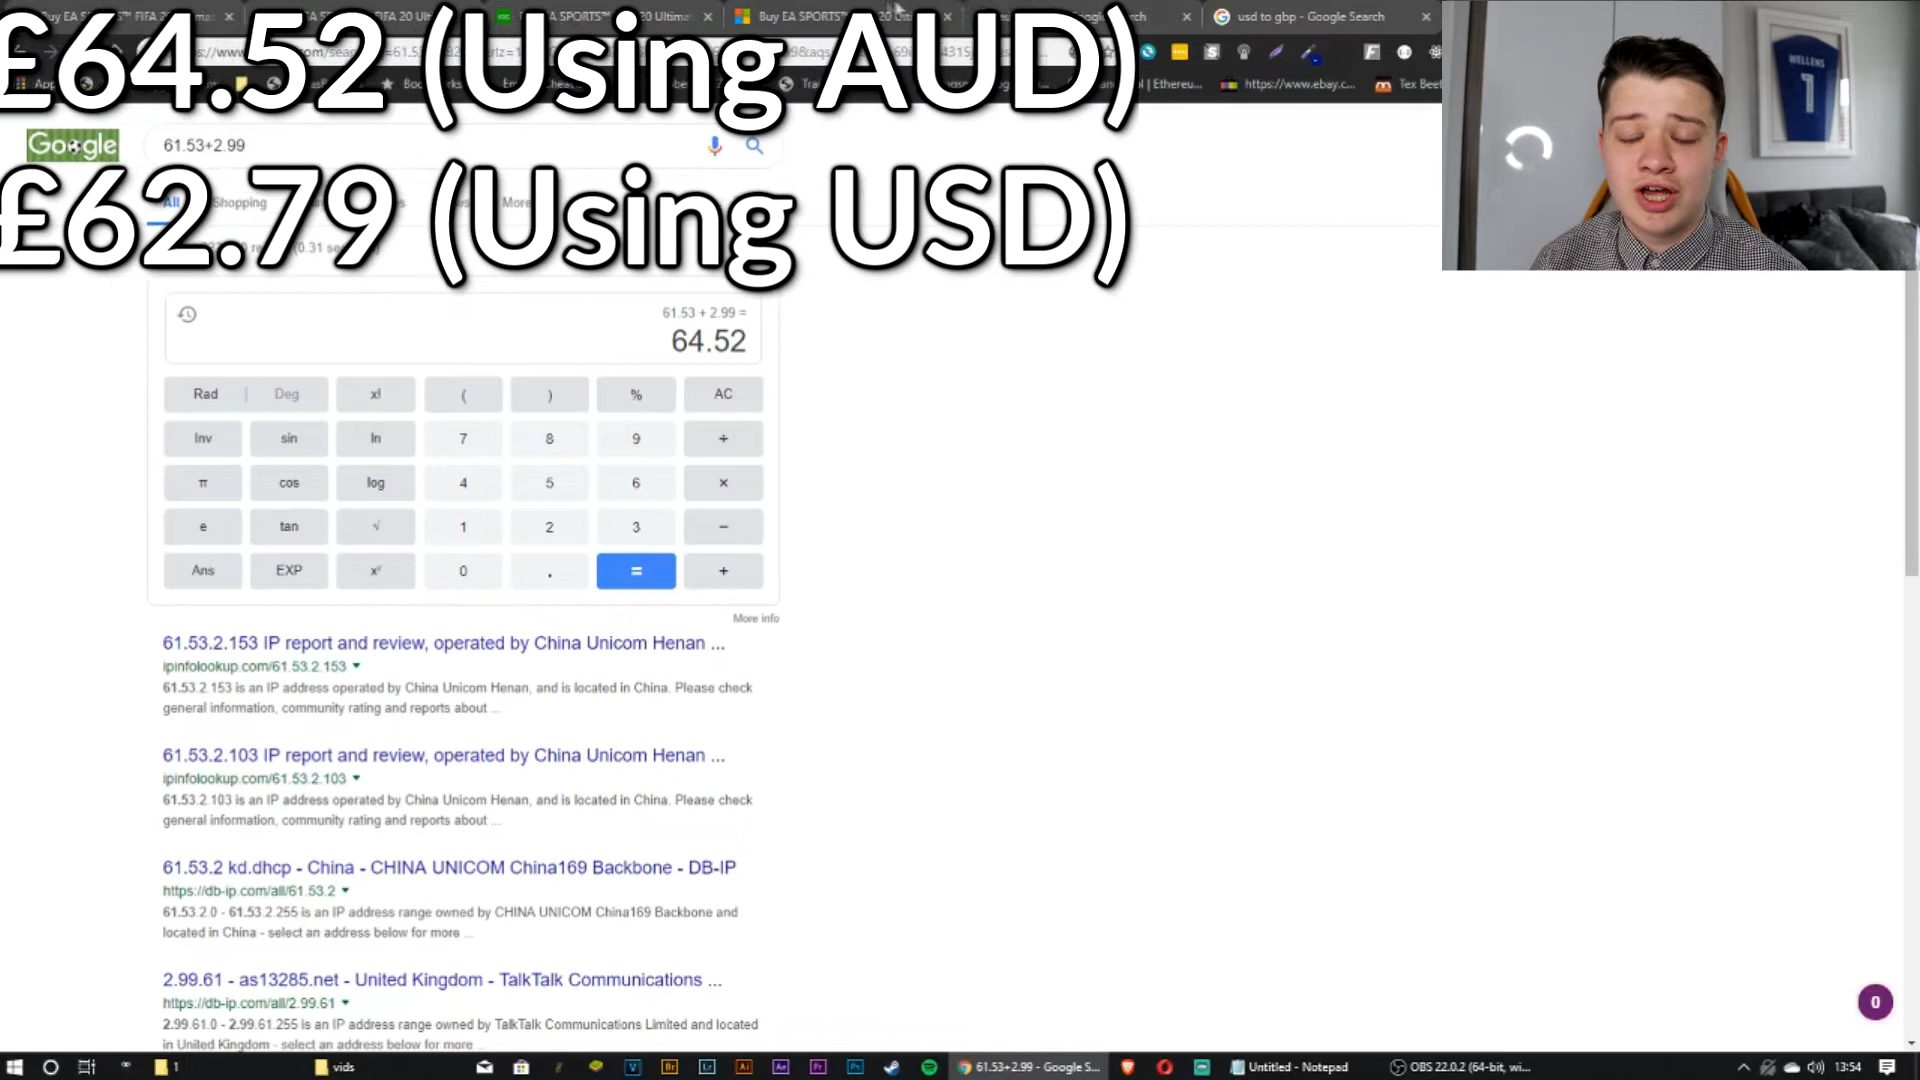 £64.52 (Using AUD)
£62.79 (Using USD)
Buy EA SPORTS™
usd to gbp - Google Search
https://www.ebay.c...
Google
61.53+2.99
All
Shopping
More
61.53 + 2.99 =
64.52
Rad | Deg x! ( ) % AC
Inv sin ln 7 8 9 ÷
π cos log 4 5 6 ×
e tan √ 1 2 3 −
Ans EXP xʸ 0 . = +
More info
61.53.2.153 IP report and review, operated by China Unicom Henan ...
ipinfolookup.com/61.53.2.153
61.53.2.153 is an IP address operated by China Unicom Henan, and is located in China. Please check
general information, community rating and reports about ...
61.53.2.103 IP report and review, operated by China Unicom Henan ...
ipinfolookup.com/61.53.2.103
61.53.2.103 is an IP address operated by China Unicom Henan, and is located in China. Please check
general information, community rating and reports about ...
61.53.2 kd.dhcp - China - CHINA UNICOM China169 Backbone - DB-IP
https://db-ip.com/all/61.53.2
61.53.2.0 - 61.53.2.255 is an IP address range owned by CHINA UNICOM China169 Backbone and
located in China - select an address below for more ...
2.99.61 - as13285.net - United Kingdom - TalkTalk Communications ...
https://db-ip.com/all/2.99.61
2.99.61.0 - 2.99.61.255 is an IP address range owned by TalkTalk Communications Limited and located
in United Kingdom - select an address below for more ...
WELLENS
1
0
1
vids
61.53+2.99 - Google S...
Untitled - Notepad
OBS 22.0.2 (64-bit, wi...
13:54